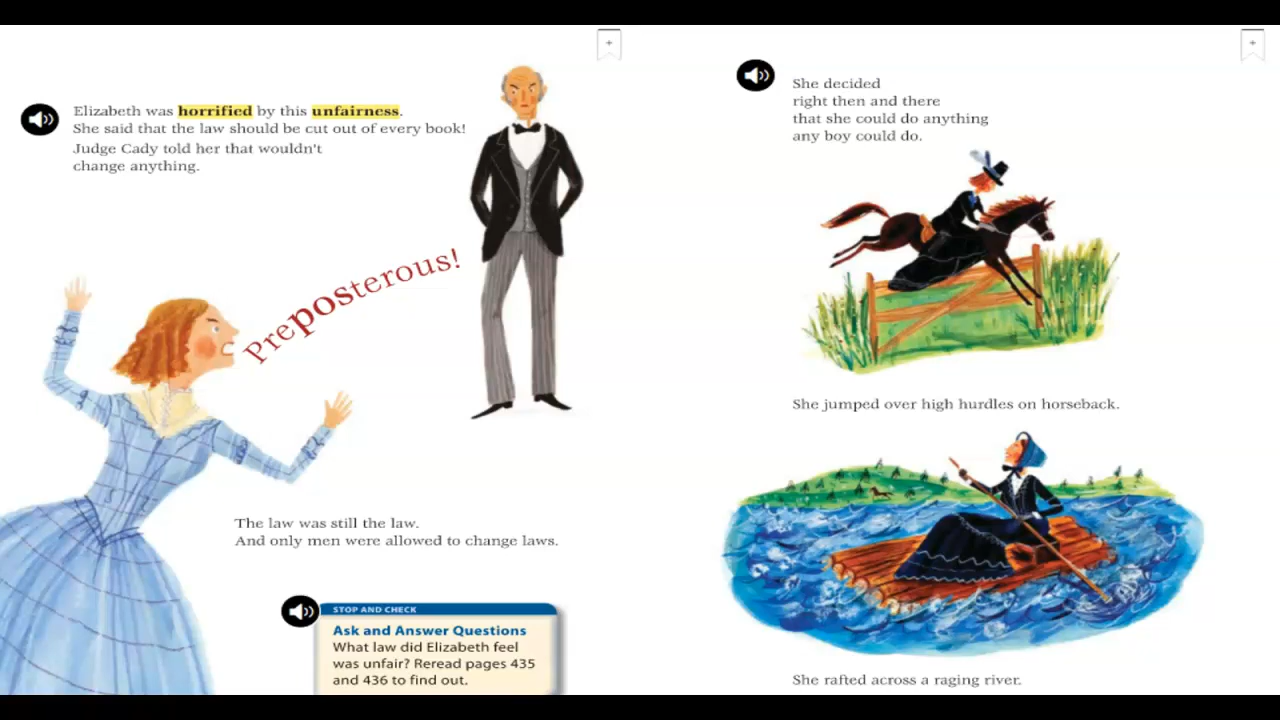 Elizabeth was horrified by this unfairness.
She said that the law should be cut out of every book!
Judge Cady told her that wouldn't
change anything.
Preposterous!
The law was still the law.
And only men were allowed to change laws.
STOP AND CHECK
Ask and Answer Questions
What law did Elizabeth feel
was unfair? Reread pages 435
and 436 to find out.
She decided
right then and there
that she could do anything
any boy could do.
She jumped over high hurdles on horseback.
She rafted across a raging river.